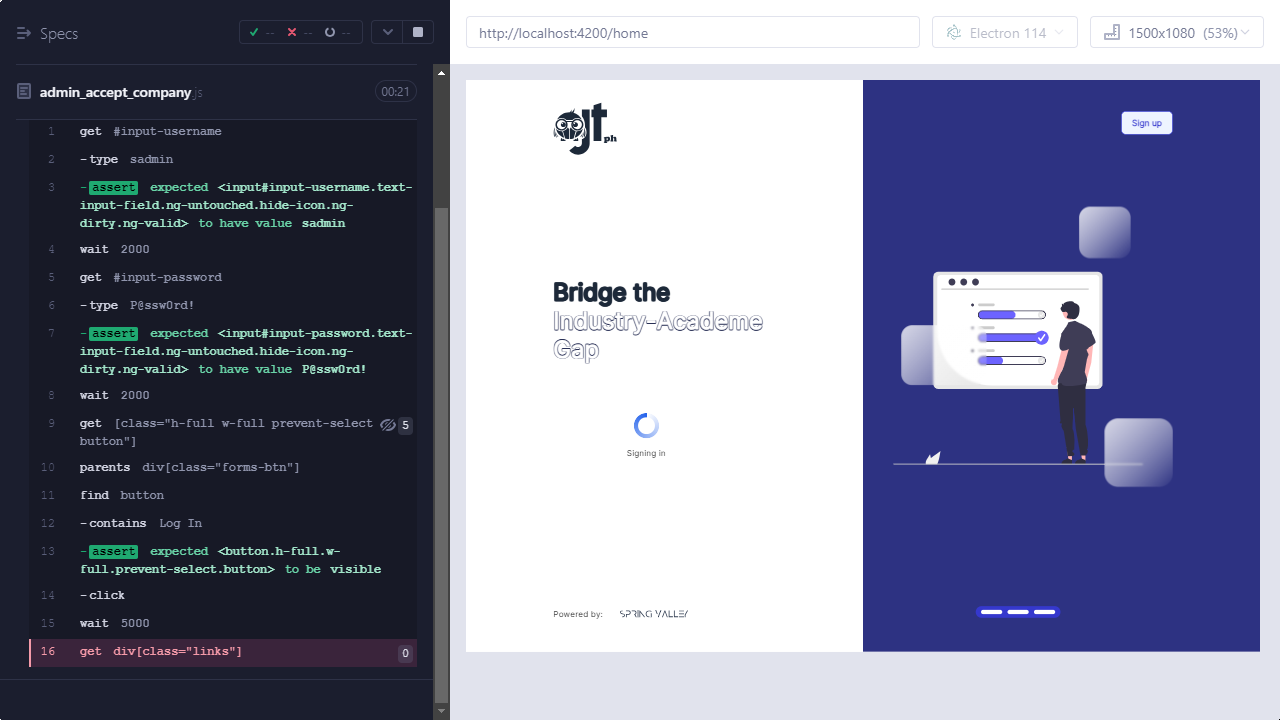 Specs
--
--
--
http://localhost:4200/home
Electron 114
1500x1080 (53%)
admin_accept_company.js
00:21
1 get #input-username
2 -type sadmin
3 -assert expected <input#input-username.text-
input-field.ng-untouched.hide-icon.ng-
dirty.ng-valid> to have value sadmin
4 wait 2000
5 get #input-password
6 -type P@ssw0rd!
7 -assert expected <input#input-password.text-
input-field.ng-untouched.hide-icon.ng-
dirty.ng-valid> to have value P@ssw0rd!
8 wait 2000
9 get [class="h-full w-full prevent-select 5
button"]
10 parents div[class="forms-btn"]
11 find button
12 -contains Log In
13 -assert expected <button.h-full.w-
full.prevent-select.button> to be visible
14 -click
15 wait 5000
16 get div[class="links"] 0
gjt
ph
Sign up
Bridge the
Industry-Academe
Gap
Signing in
Powered by: SPRING VALLEY